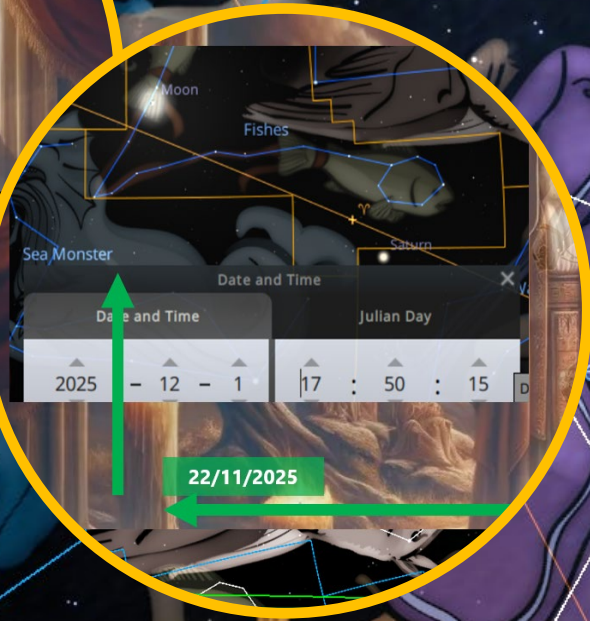 Moon
Fishes
♈
Saturn
Sea Monster
Date and Time
Date and Time
Julian Day
2025 – 12 – 1
17 : 50 : 15
D
22/11/2025